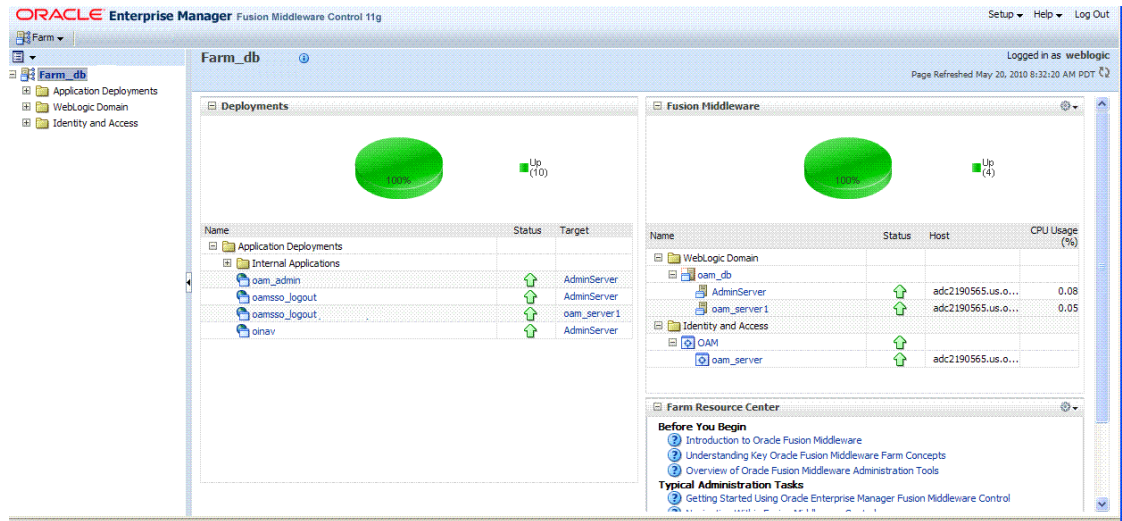 ORACLE Enterprise Manager Fusion Middleware Control 11g
Setup Help Log Out
Farm
Farm_db
Application Deployments
WebLogic Domain
Identity and Access
Farm_db
Logged in as weblogic
Page Refreshed May 20, 2010 8:32:20 AM PDT
Deployments
100%
Up
(10)
Name Status Target
Application Deployments
Internal Applications
oam_admin AdminServer
oamsso_logout AdminServer
oamsso_logout oam_server1
oinav AdminServer
Fusion Middleware
100%
Up
(4)
Name Status Host CPU Usage
(%)
WebLogic Domain
oam_db
AdminServer adc2190565.us.o... 0.08
oam_server1 adc2190565.us.o... 0.05
Identity and Access
OAM
oam_server adc2190565.us.o...
Farm Resource Center
Before You Begin
Introduction to Oracle Fusion Middleware
Understanding Key Oracle Fusion Middleware Farm Concepts
Overview of Oracle Fusion Middleware Administration Tools
Typical Administration Tasks
Getting Started Using Oracle Enterprise Manager Fusion Middleware Control